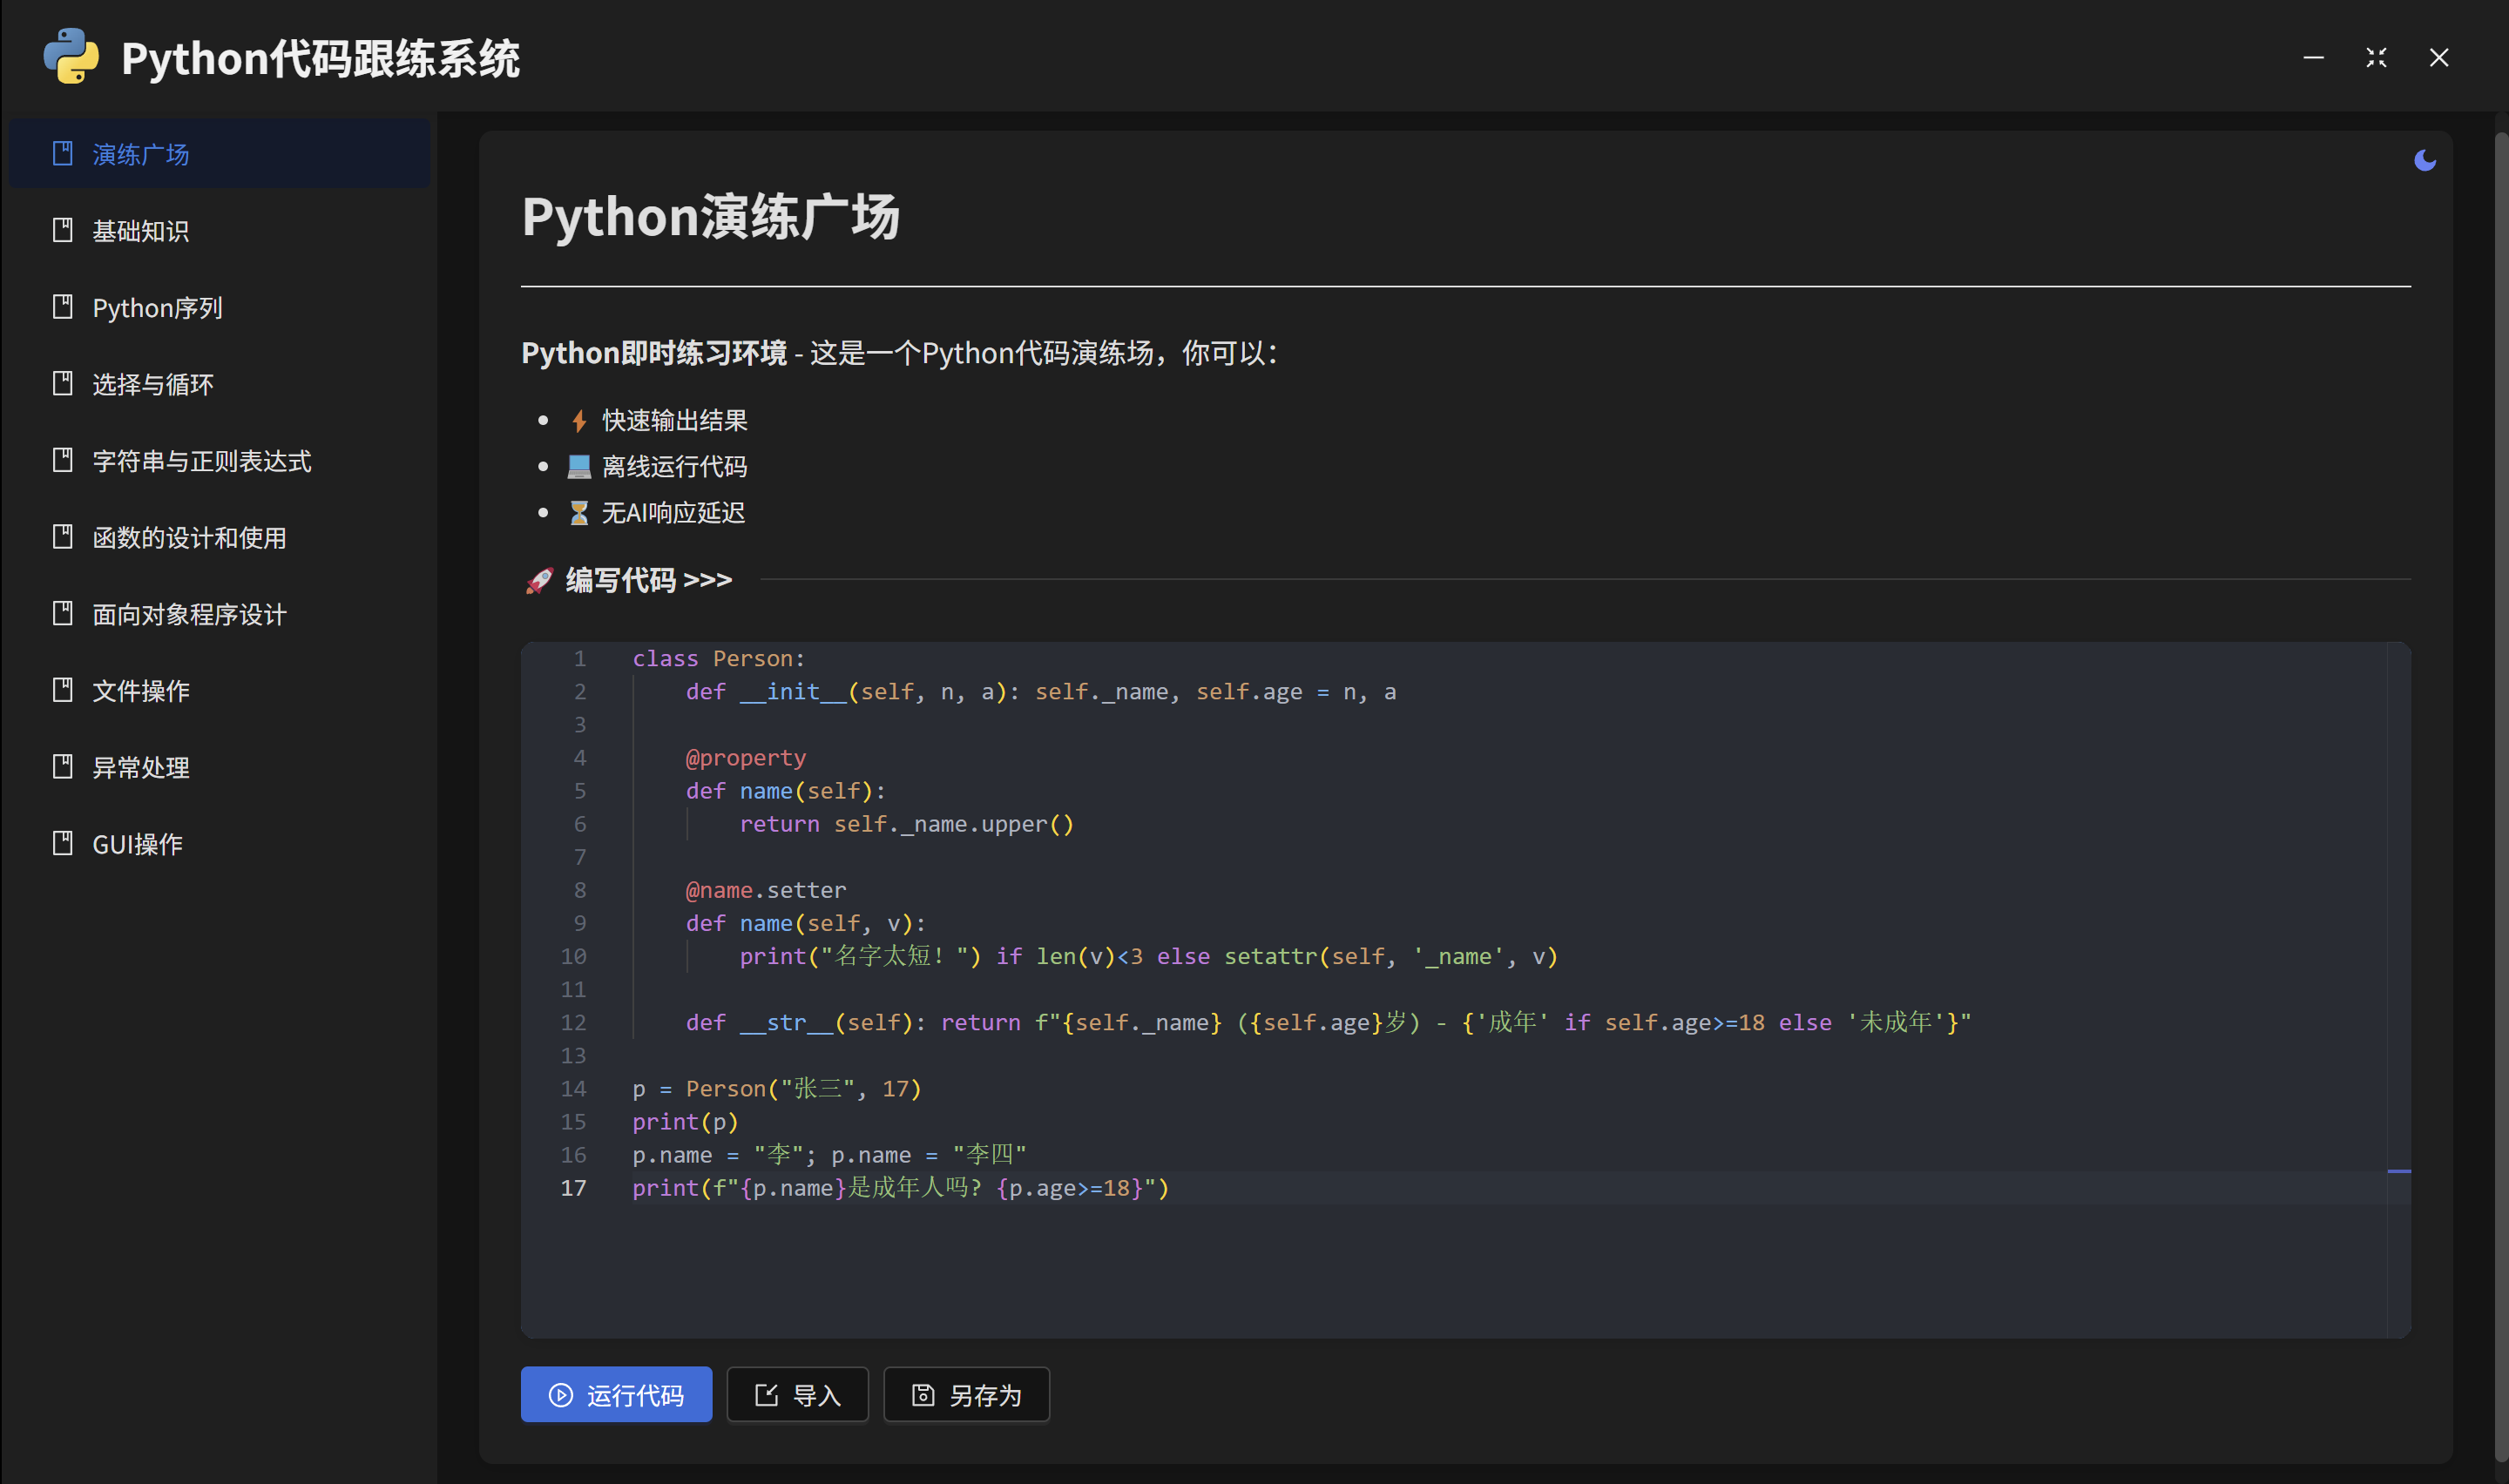 Python代码跟练系统
演练广场
基础知识
Python序列
选择与循环
字符串与正则表达式
函数的设计和使用
面向对象程序设计
文件操作
异常处理
GUI操作
Python演练广场
Python即时练习环境 - 这是一个Python代码演练场，你可以：
⚡ 快速输出结果
💻 离线运行代码
⏳ 无AI响应延迟
🚀 编写代码 >>>
1 class Person:
2     def __init__(self, n, a): self._name, self.age = n, a
3
4     @property
5     def name(self):
6         return self._name.upper()
7
8     @name.setter
9     def name(self, v):
10         print("名字太短！") if len(v)<3 else setattr(self, '_name', v)
11
12     def __str__(self): return f"{self._name} ({self.age}岁) - {'成年' if self.age>=18 else '未成年'}"
13
14 p = Person("张三", 17)
15 print(p)
16 p.name = "李"; p.name = "李四"
17 print(f"{p.name}是成年人吗? {p.age>=18}")
运行代码 导入 另存为